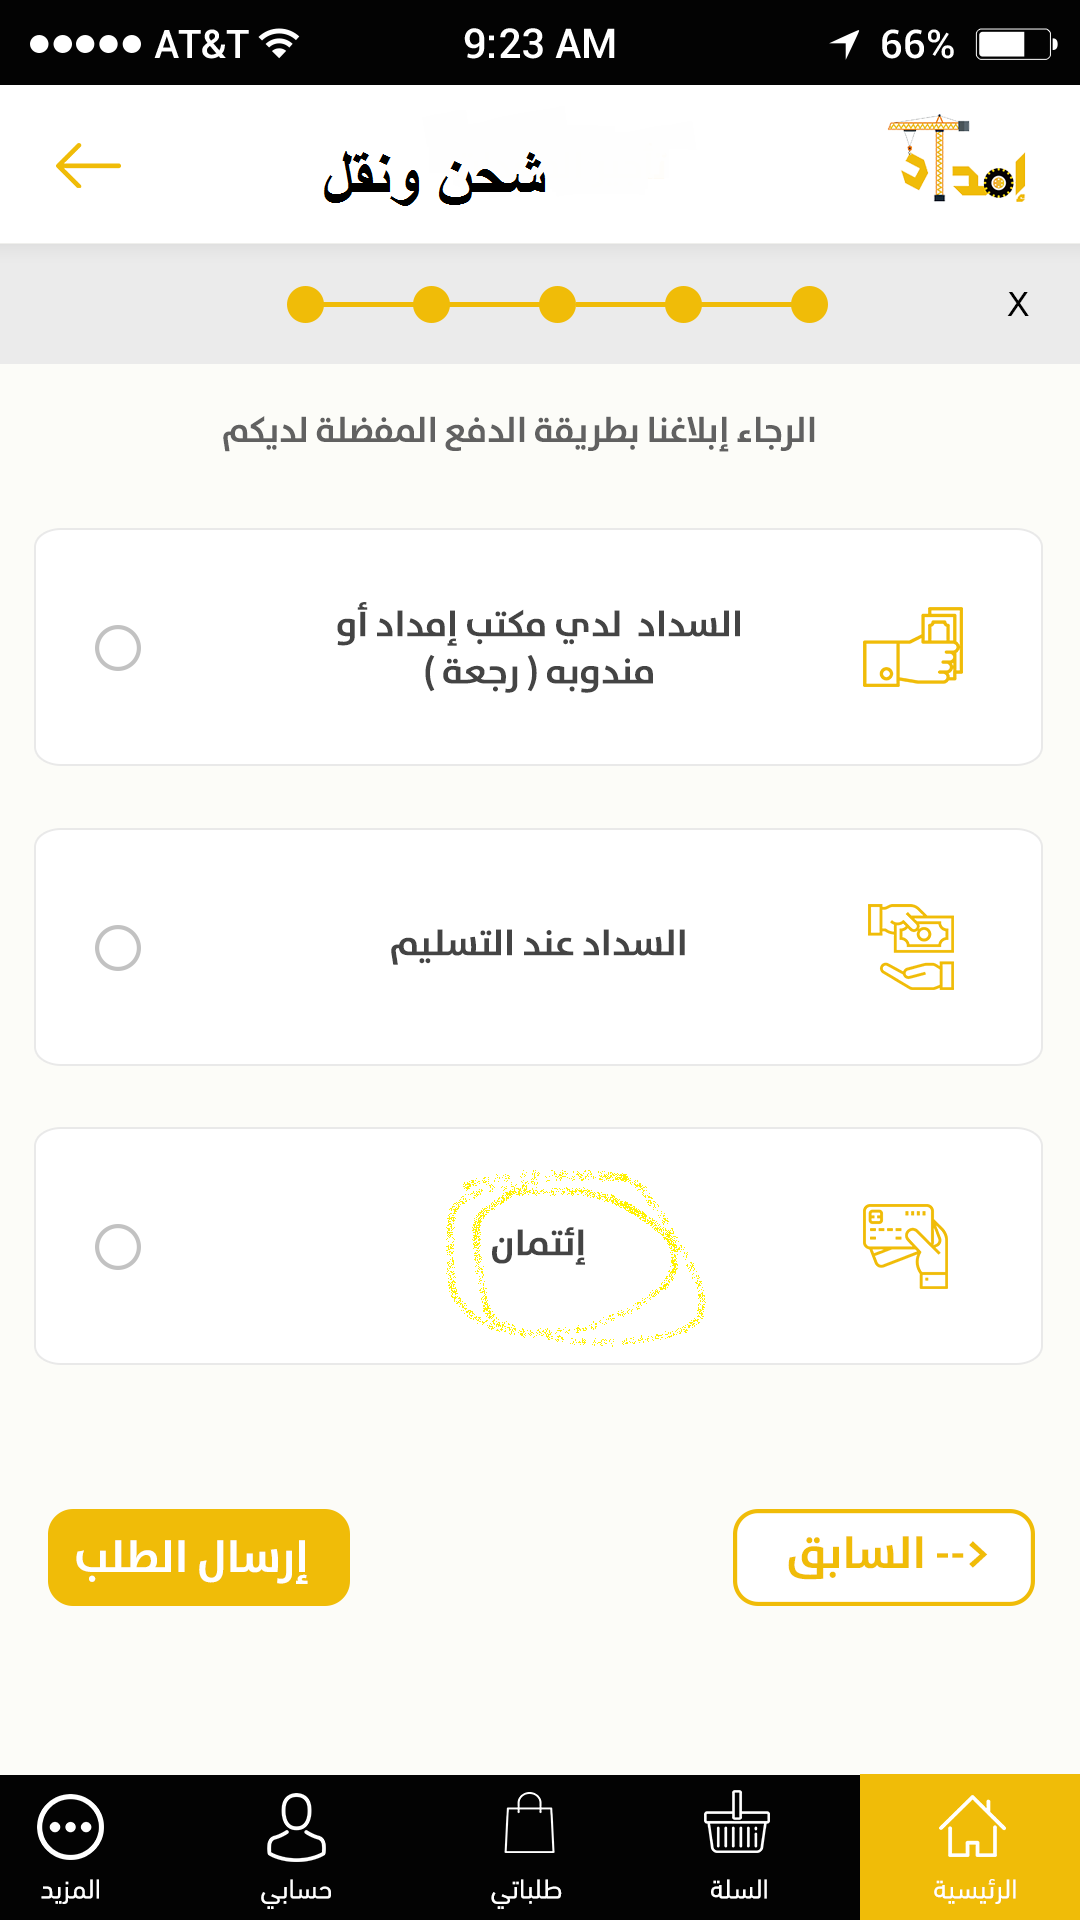 AT&T 9:23 AM 66%
شحن ونقل
إمداد
X
الرجاء إبلاغنا بطريقة الدفع المفضلة لديكم
السداد لدي مكتب إمداد أو
مندوبه ( رجعة )
السداد عند التسليم
إئتمان
<-- السابق
إرسال الطلب
الرئيسية
السلة
طلباتي
حسابي
المزيد